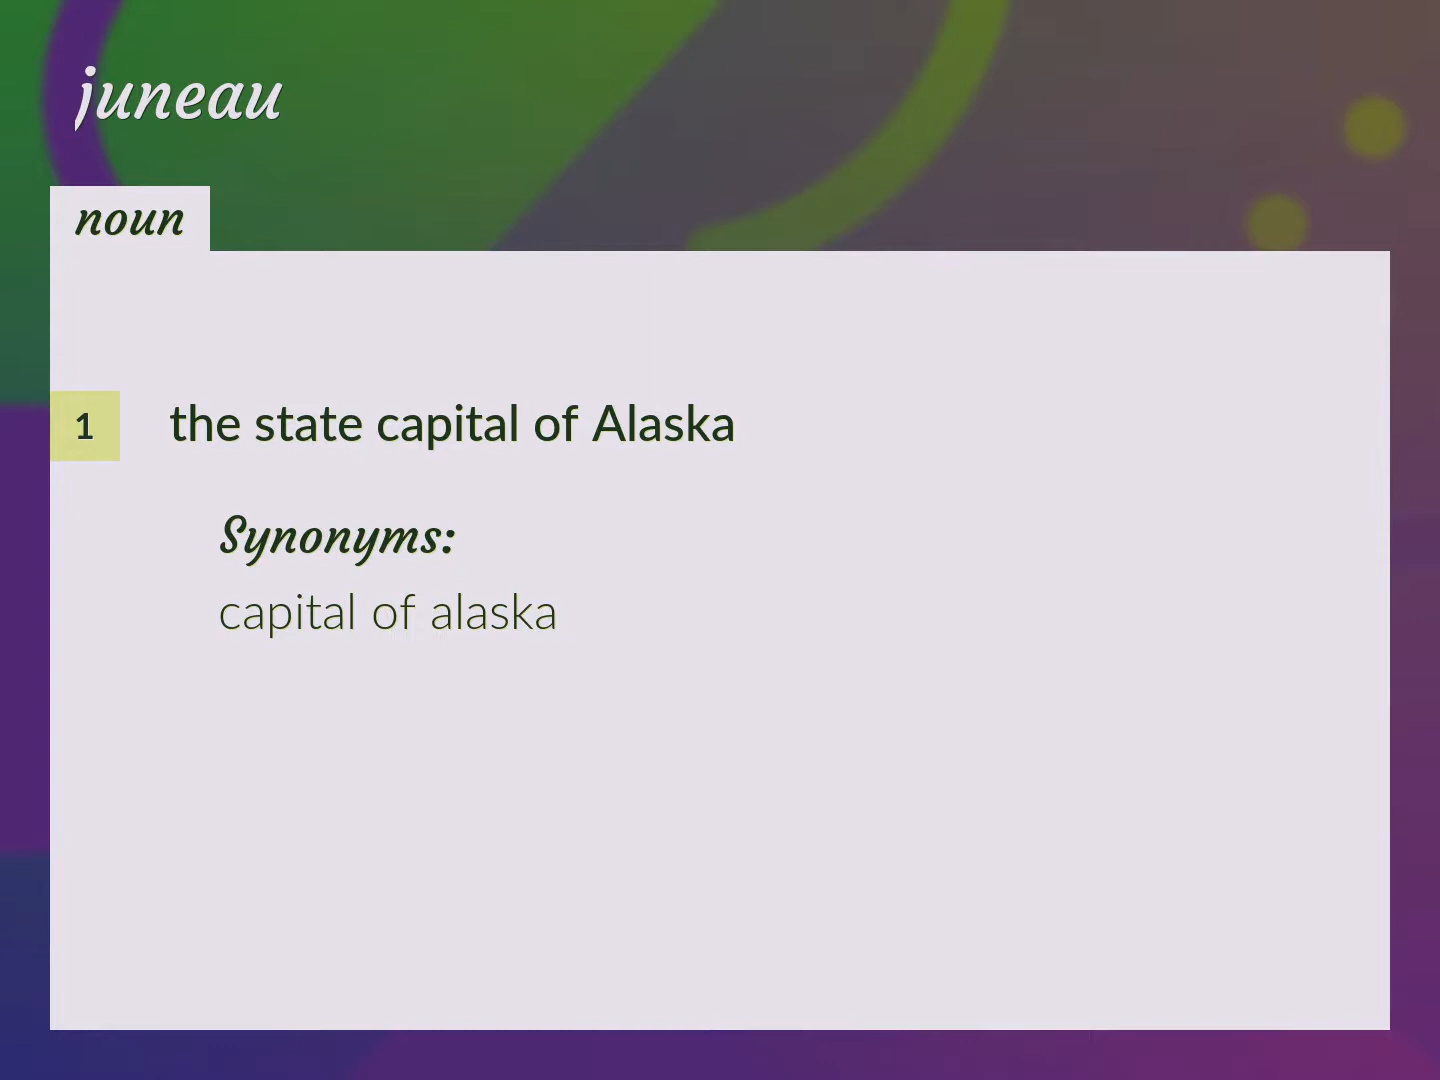 juneau
noun
1 the state capital of Alaska
Synonyms:
capital of alaska